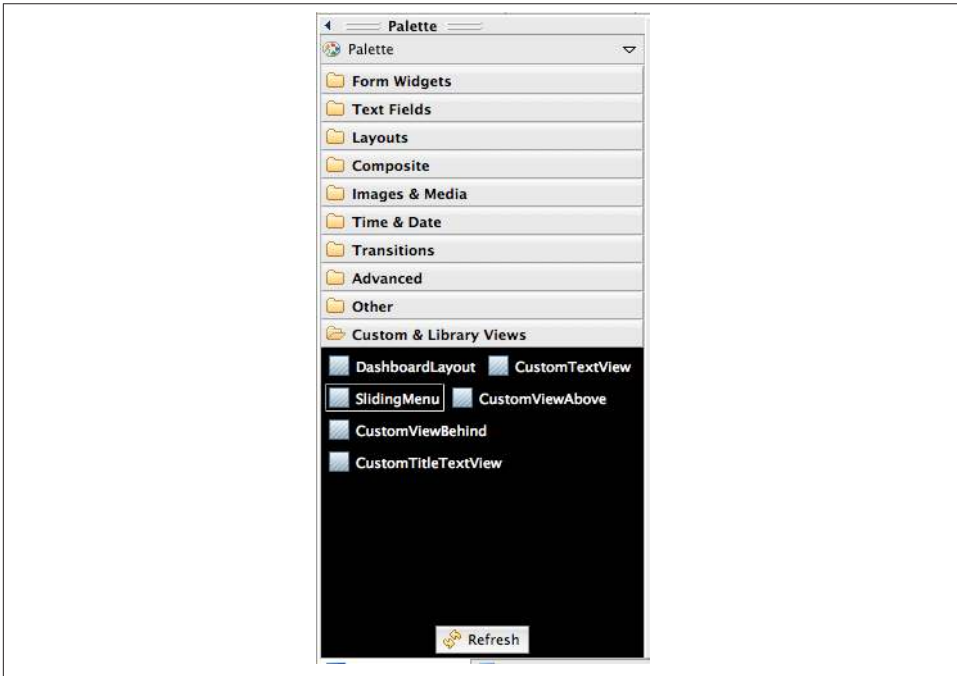 Palette
Palette
Form Widgets
Text Fields
Layouts
Composite
Images & Media
Time & Date
Transitions
Advanced
Other
Custom & Library Views
DashboardLayout CustomTextView
SlidingMenu CustomViewAbove
CustomViewBehind
CustomTitleTextView
Refresh